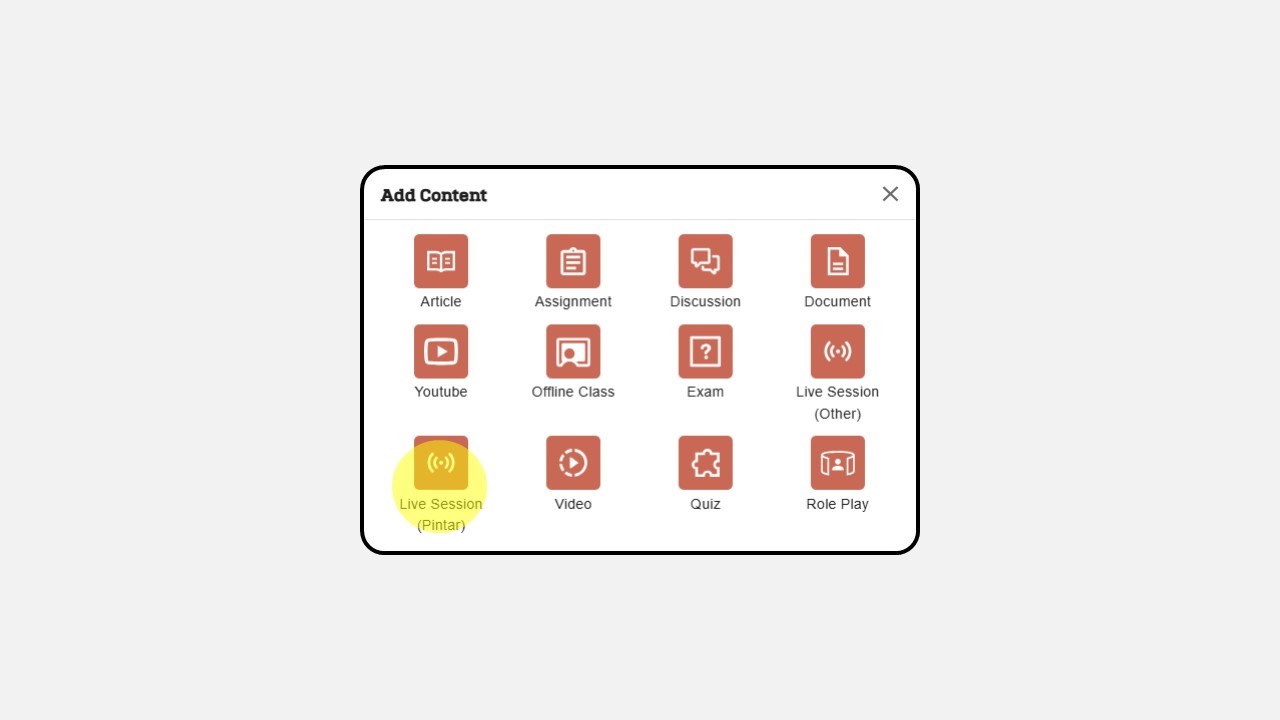 Add Content
Article
Assignment
Discussion
Document
Youtube
Offline Class
Exam
Live Session
(Other)
Live Session
(Pintar)
Video
Quiz
Role Play